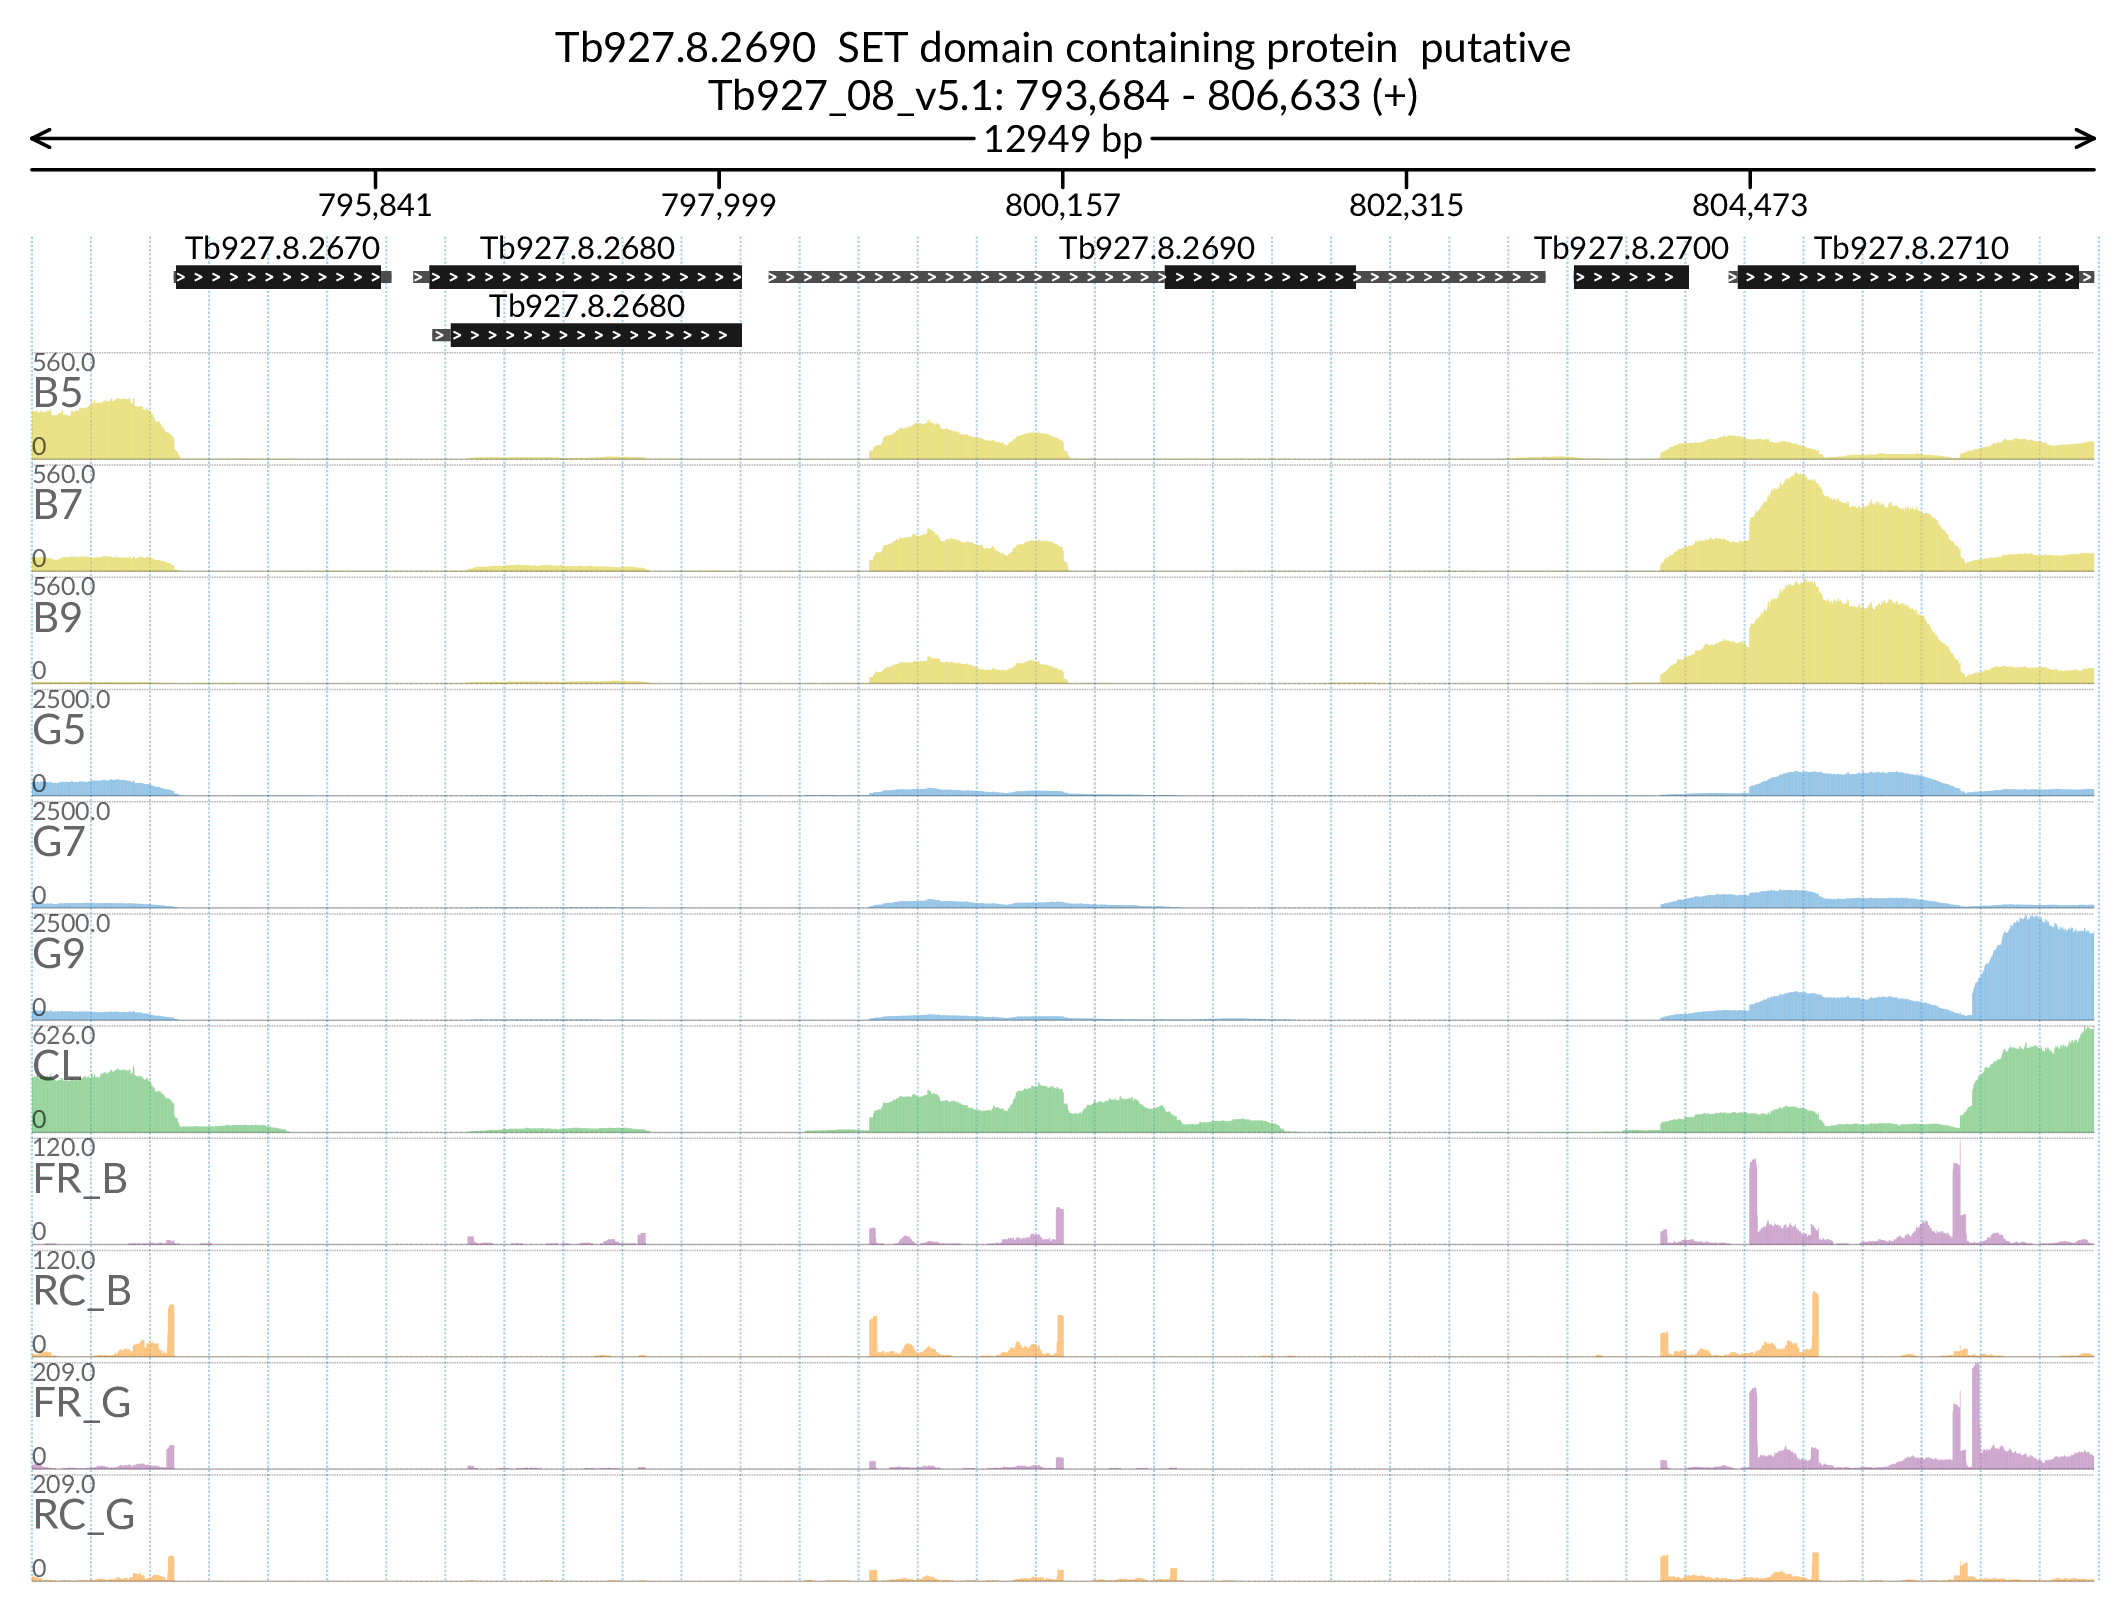 Tb927.8.2690  SET domain containing protein  putative
Tb927_08_v5.1: 793,684 - 806,633 (+)
12949 bp
795,841 797,999 800,157 802,315 804,473
Tb927.8.2670 Tb927.8.2680 Tb927.8.2690 Tb927.8.2700 Tb927.8.2710
Tb927.8.2680
560.0
B5
0
560.0
B7
0
560.0
B9
0
2500.0
G5
0
2500.0
G7
0
2500.0
G9
0
626.0
CL
0
120.0
FR_B
0
120.0
RC_B
0
209.0
FR_G
0
209.0
RC_G
0